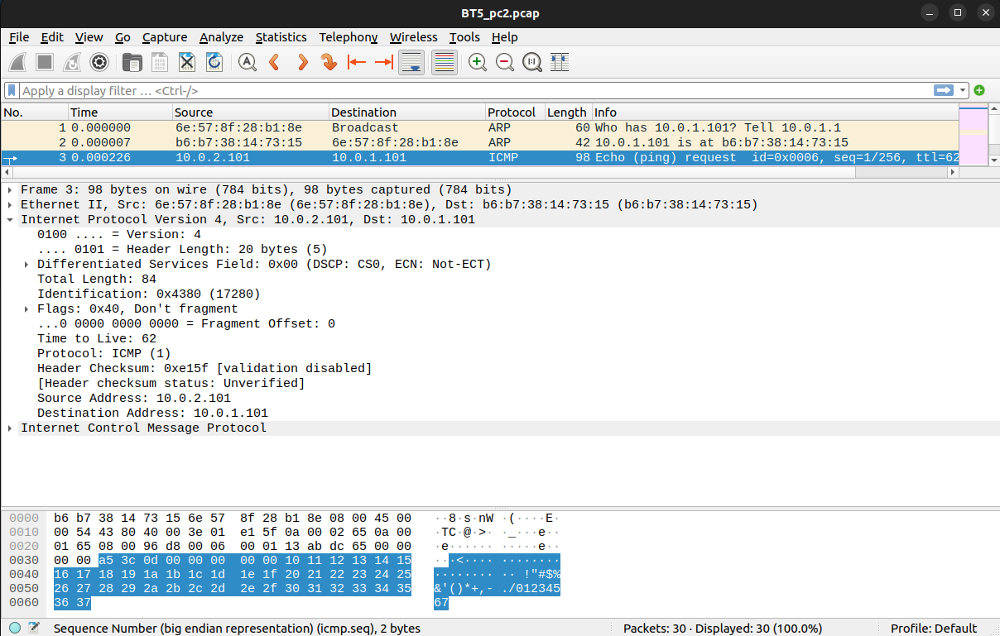 BT5_pc2.pcap
File Edit View Go Capture Analyze Statistics Telephony Wireless Tools Help
Apply a display filter … <Ctrl-/>
No. Time Source Destination Protocol Length Info
1 0.000000 6e:57:8f:28:b1:8e Broadcast ARP 60 Who has 10.0.1.101? Tell 10.0.1.1
2 0.000007 b6:b7:38:14:73:15 6e:57:8f:28:b1:8e ARP 42 10.0.1.101 is at b6:b7:38:14:73:15
3 0.000226 10.0.2.101 10.0.1.101 ICMP 98 Echo (ping) request id=0x0006, seq=1/256, ttl=62
Frame 3: 98 bytes on wire (784 bits), 98 bytes captured (784 bits)
Ethernet II, Src: 6e:57:8f:28:b1:8e (6e:57:8f:28:b1:8e), Dst: b6:b7:38:14:73:15 (b6:b7:38:14:73:15)
Internet Protocol Version 4, Src: 10.0.2.101, Dst: 10.0.1.101
0100 .... = Version: 4
.... 0101 = Header Length: 20 bytes (5)
Differentiated Services Field: 0x00 (DSCP: CS0, ECN: Not-ECT)
Total Length: 84
Identification: 0x4380 (17280)
Flags: 0x40, Don't fragment
...0 0000 0000 0000 = Fragment Offset: 0
Time to Live: 62
Protocol: ICMP (1)
Header Checksum: 0xe15f [validation disabled]
[Header checksum status: Unverified]
Source Address: 10.0.2.101
Destination Address: 10.0.1.101
Internet Control Message Protocol
0000 b6 b7 38 14 73 15 6e 57 8f 28 b1 8e 08 00 45 00 ··8·s·nW ·(····E·
0010 00 54 43 80 40 00 3e 01 e1 5f 0a 00 02 65 0a 00 ·TC·@·>· ·_···e··
0020 01 65 08 00 96 d8 00 06 00 01 13 ab dc 65 00 00 ·e······ ·····e··
0030 00 00 a5 3c 0d 00 00 00 00 00 10 11 12 13 14 15 ···<···· ········
0040 16 17 18 19 1a 1b 1c 1d 1e 1f 20 21 22 23 24 25 ········ ·· !"#$%
0050 26 27 28 29 2a 2b 2c 2d 2e 2f 30 31 32 33 34 35 &'()*+,- ./012345
0060 36 37 67
Sequence Number (big endian representation) (icmp.seq), 2 bytes Packets: 30 · Displayed: 30 (100.0%) Profile: Default